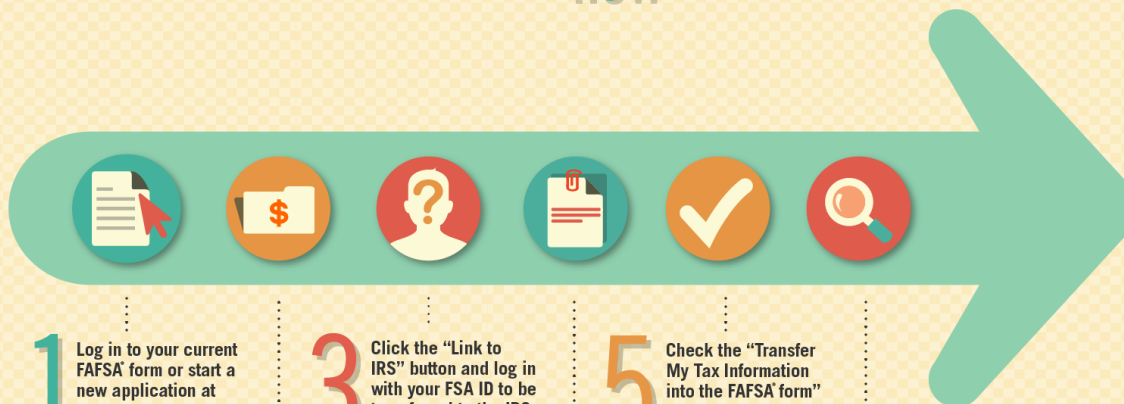 $
?
1
Log in to your current
FAFSA® form or start a
new application at
3
Click the “Link to
IRS” button and log in
with your FSA ID to be
5
Check the “Transfer
My Tax Information
into the FAFSA® form”